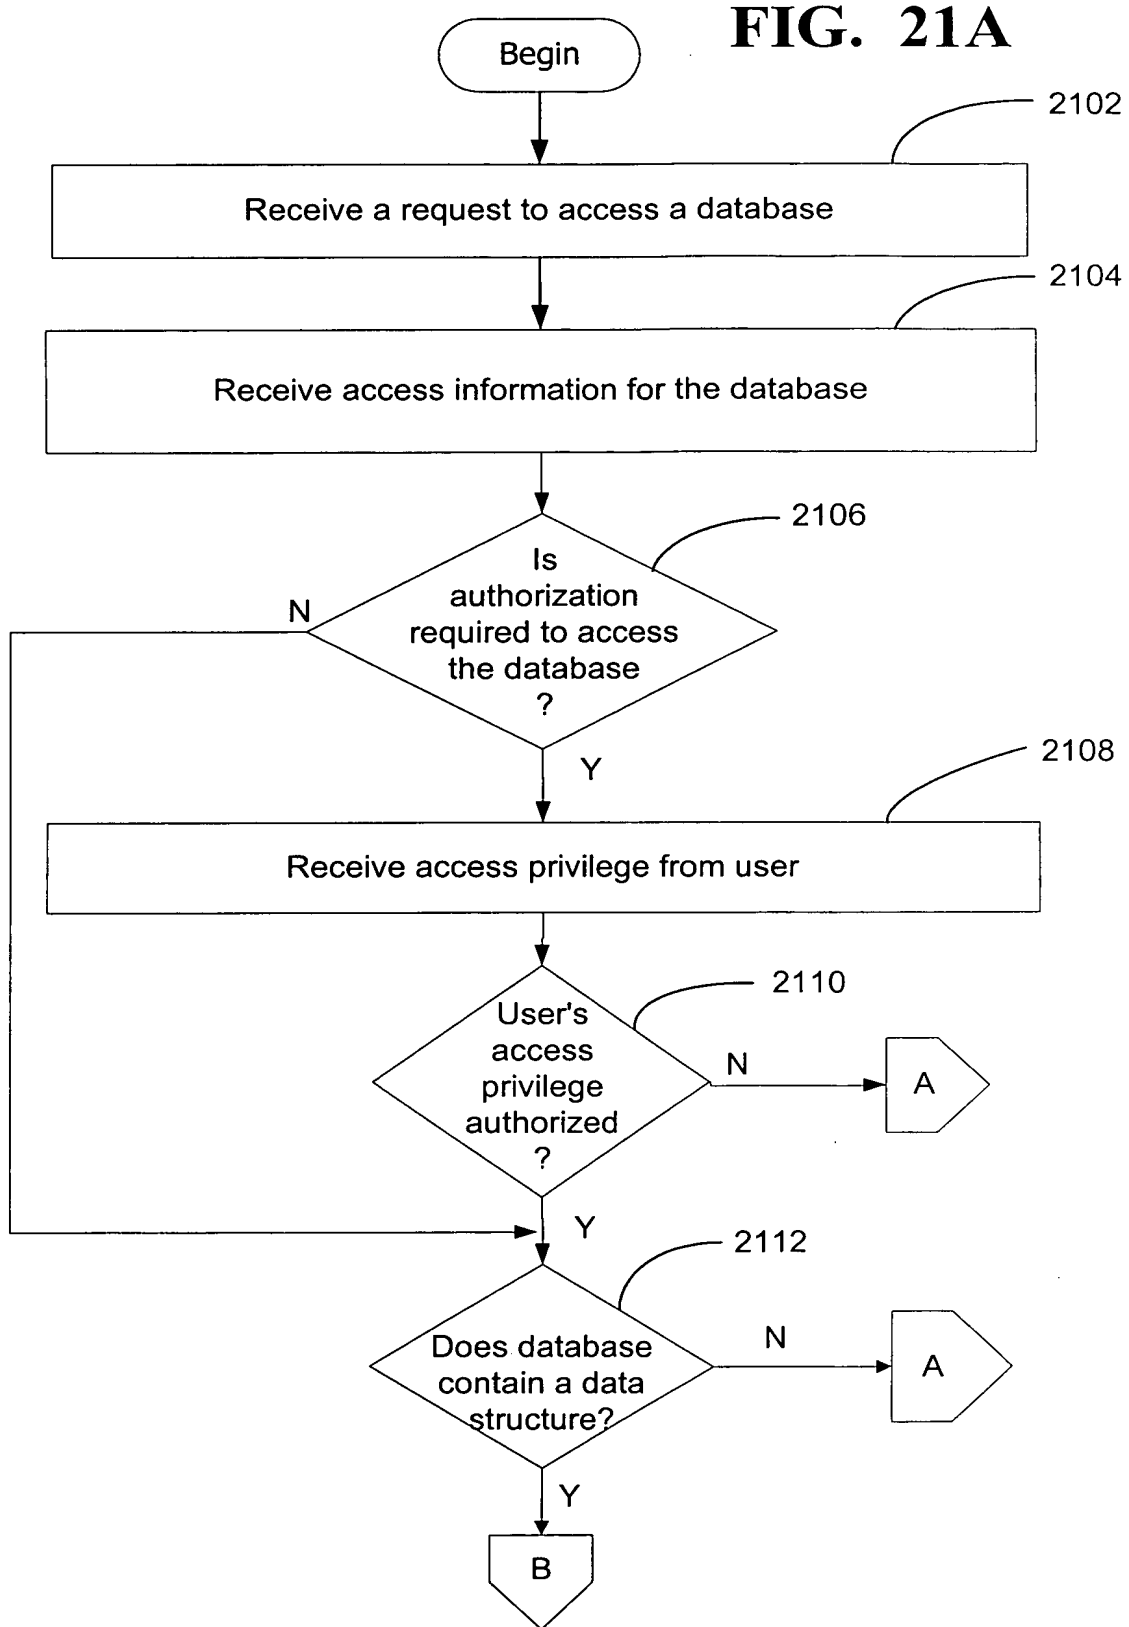 FIG. 21A
Begin
2102
Receive a request to access a database
2104
Receive access information for the database
2106
Is
authorization
required to access
the database
?
N
Y
2108
Receive access privilege from user
2110
User's
access
privilege
authorized
?
N
A
Y
2112
Does database
contain a data
structure?
N
A
Y
B